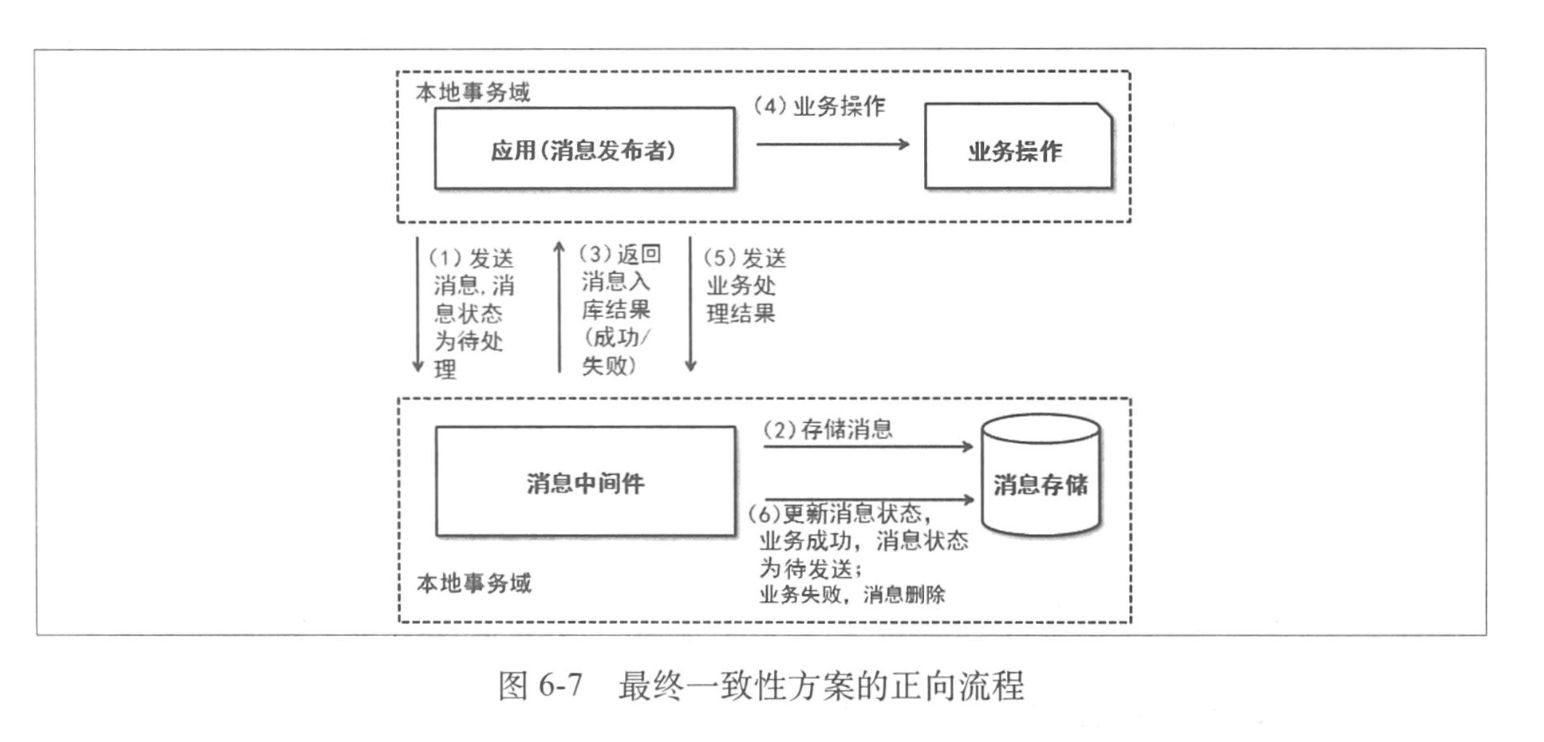 本地事务域
应用(消息发布者)
(4)业务操作
业务操作
(1)发送
消息,消
息状态
为待处
理
(3)返回
消息入
库结果
(成功/
失败)
(5)发送
业务处
理结果
消息中间件
(2)存储消息
消息存储
(6)更新消息状态，
业务成功，消息状态
为待发送；
业务失败，消息删除
本地事务域
图 6-7 最终一致性方案的正向流程